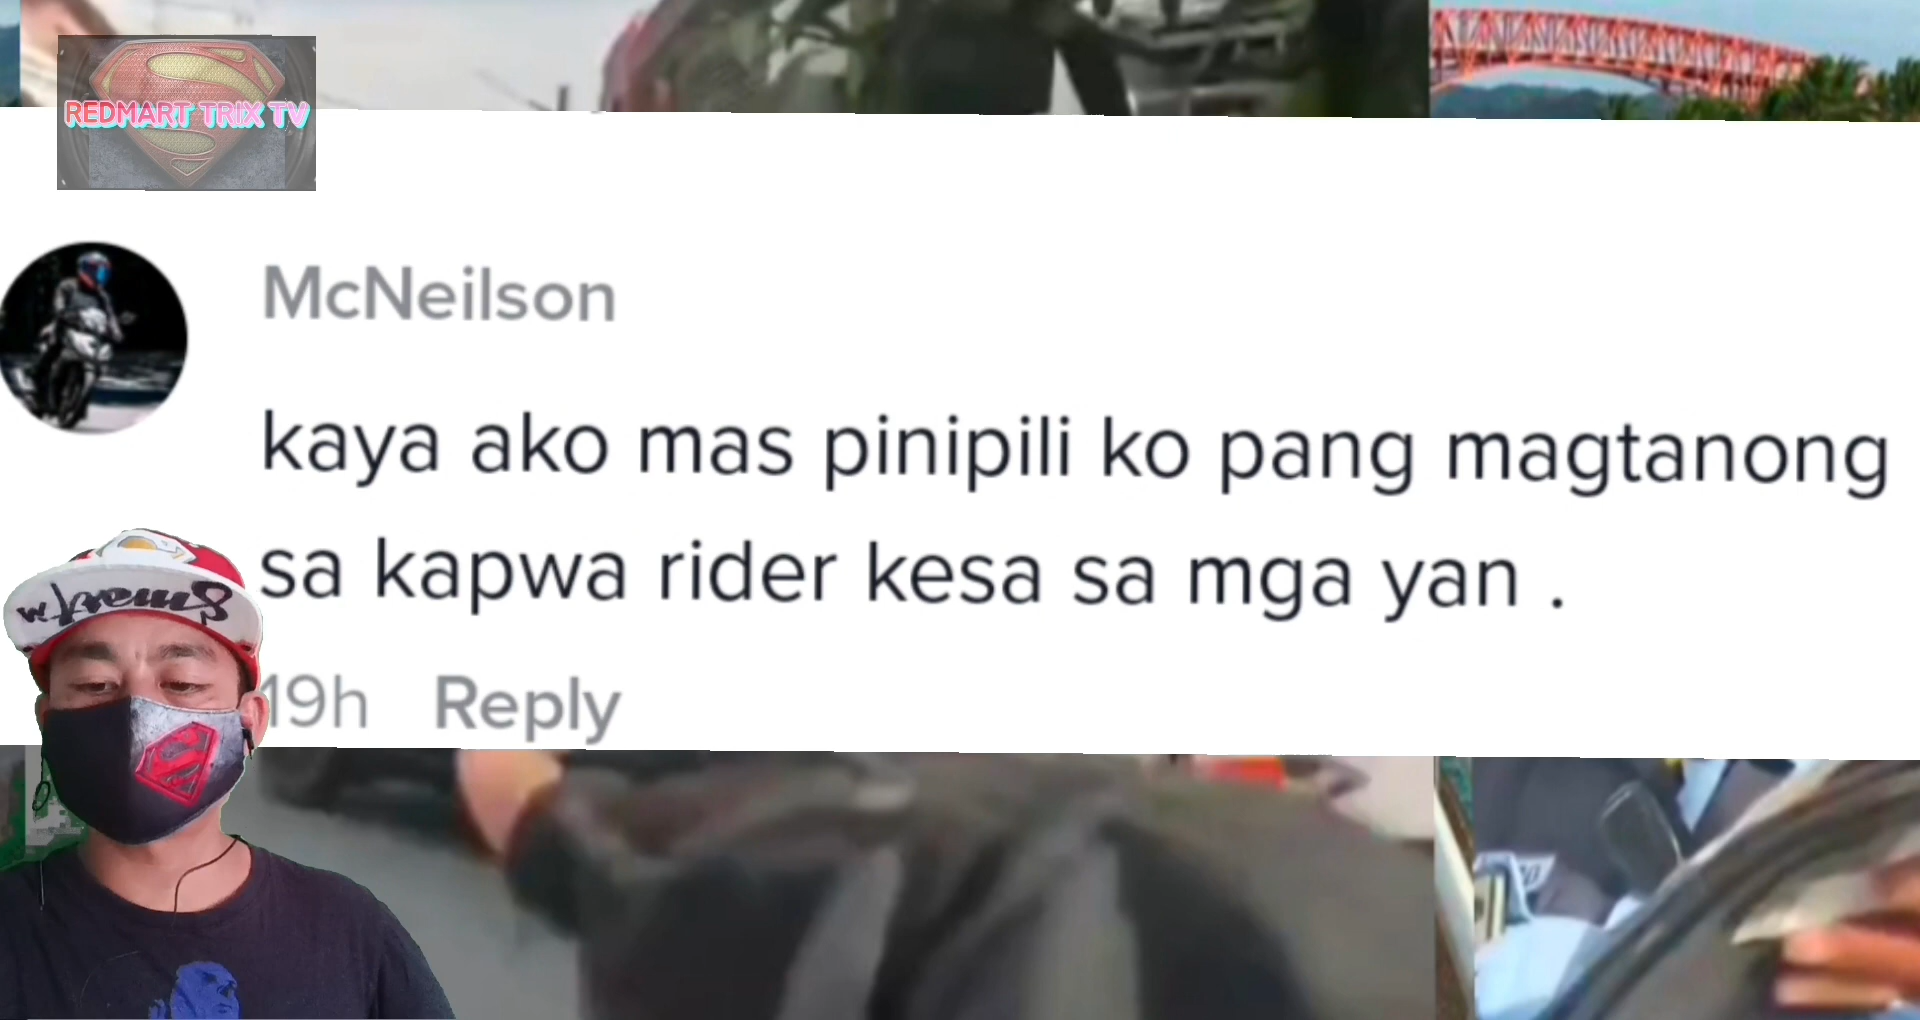 REDMART TRIX TV
McNeilson
kaya ako mas pinipili ko pang magtanong
sa kapwa rider kesa sa mga yan .
19h Reply